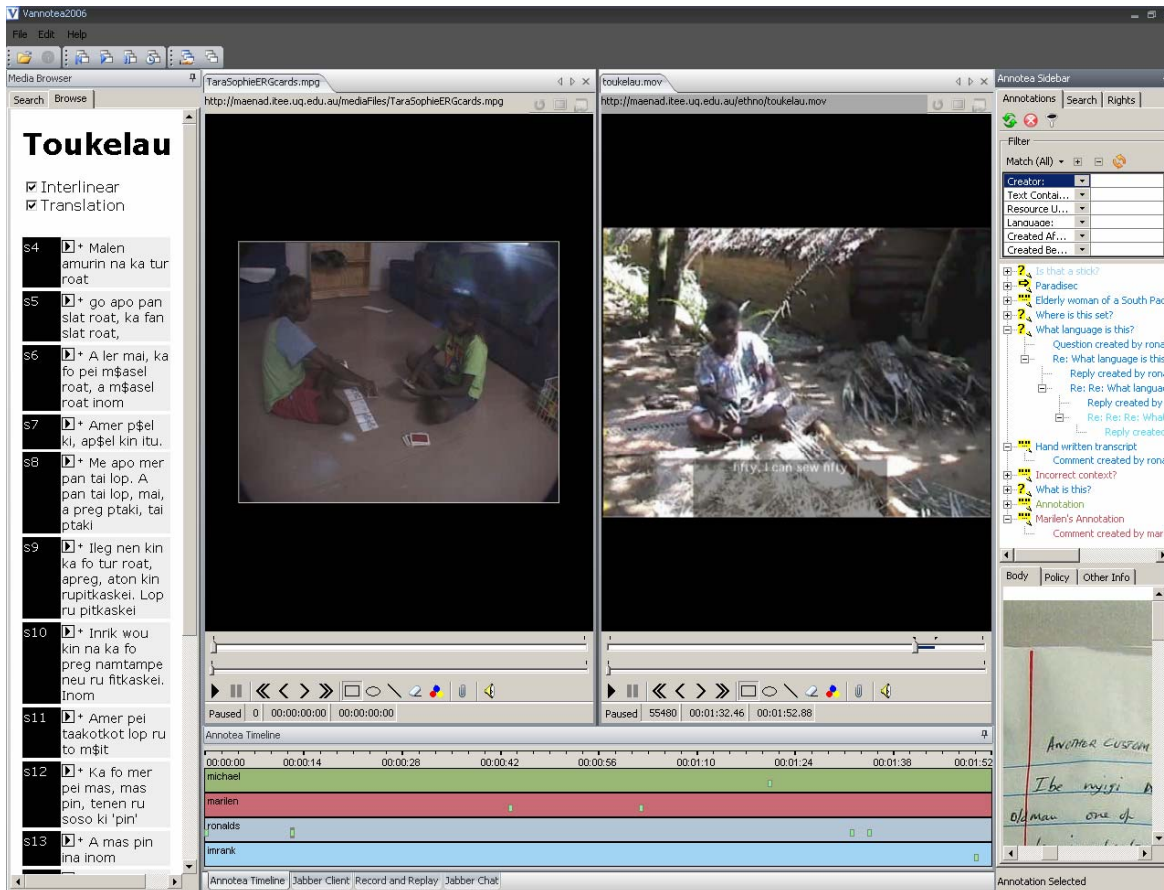 Vannotea2006
File Edit Help
Media Browser
Search Browse
Toukelau
Interlinear
Translation
s4 + Malen
amurin na ka tur
roat
s5 + go apo pan
slat roat, ka fan
slat roat,
s6 + A ler mai, ka
fo pei m$asel
roat, a m$asel
roat inom
s7 + Amer p$el
ki, ap$el kin itu.
s8 + Me apo mer
pan tai lop. A
pan tai lop, mai,
a preg ptaki, tai
ptaki
s9 + Ileg nen kin
ka fo tur roat,
apreg, aton kin
rupitkaskei. Lop
ru pitkaskei
s10 + Inrik wou
kin na ka fo
preg namtampe
neu ru fitkaskei.
Inom
s11 + Amer pei
taakotkot lop ru
to m$it
s12 + Ka fo mer
pei mas, mas
pin, tenen ru
soso ki 'pin'
s13 + A mas pin
ina inom
TaraSophieERGcards.mpg
http://maenad.itee.uq.edu.au/mediaFiles/TaraSophieERGcards.mpg
Paused 0 00:00:00:00 00:00:00:00
toukelau.mov
http://maenad.itee.uq.edu.au/ethno/toukelau.mov
fifty, I can sew fifty
Paused 55480 00:01:32.46 00:01:52.88
Annotea Timeline
00:00:00 00:00:14 00:00:28 00:00:42 00:00:56 00:01:10 00:01:24 00:01:38 00:01:52
michael
marilen
ronalds
imrank
Annotea Timeline Jabber Client Record and Replay Jabber Chat
Annotea Sidebar
Annotations Search Rights
Filter
Match (All)
Creator:
Text Contai...
Resource U...
Language:
Created Af...
Created Be...
Is that a stick?
Paradisec
Elderly woman of a South Pac
Where is this set?
What language is this?
Question created by rona
Re: What language is this
Reply created by rona
Re: Re: What langua
Reply created by
Re: Re: Re: What
Reply created
Hand written transcript
Comment created by rona
Incorrect context?
What is this?
Annotation
Marilen's Annotation
Comment created by mar
Body Policy Other Info
ANOTHER CUSTOM
Ibe
old man one of
Annotation Selected